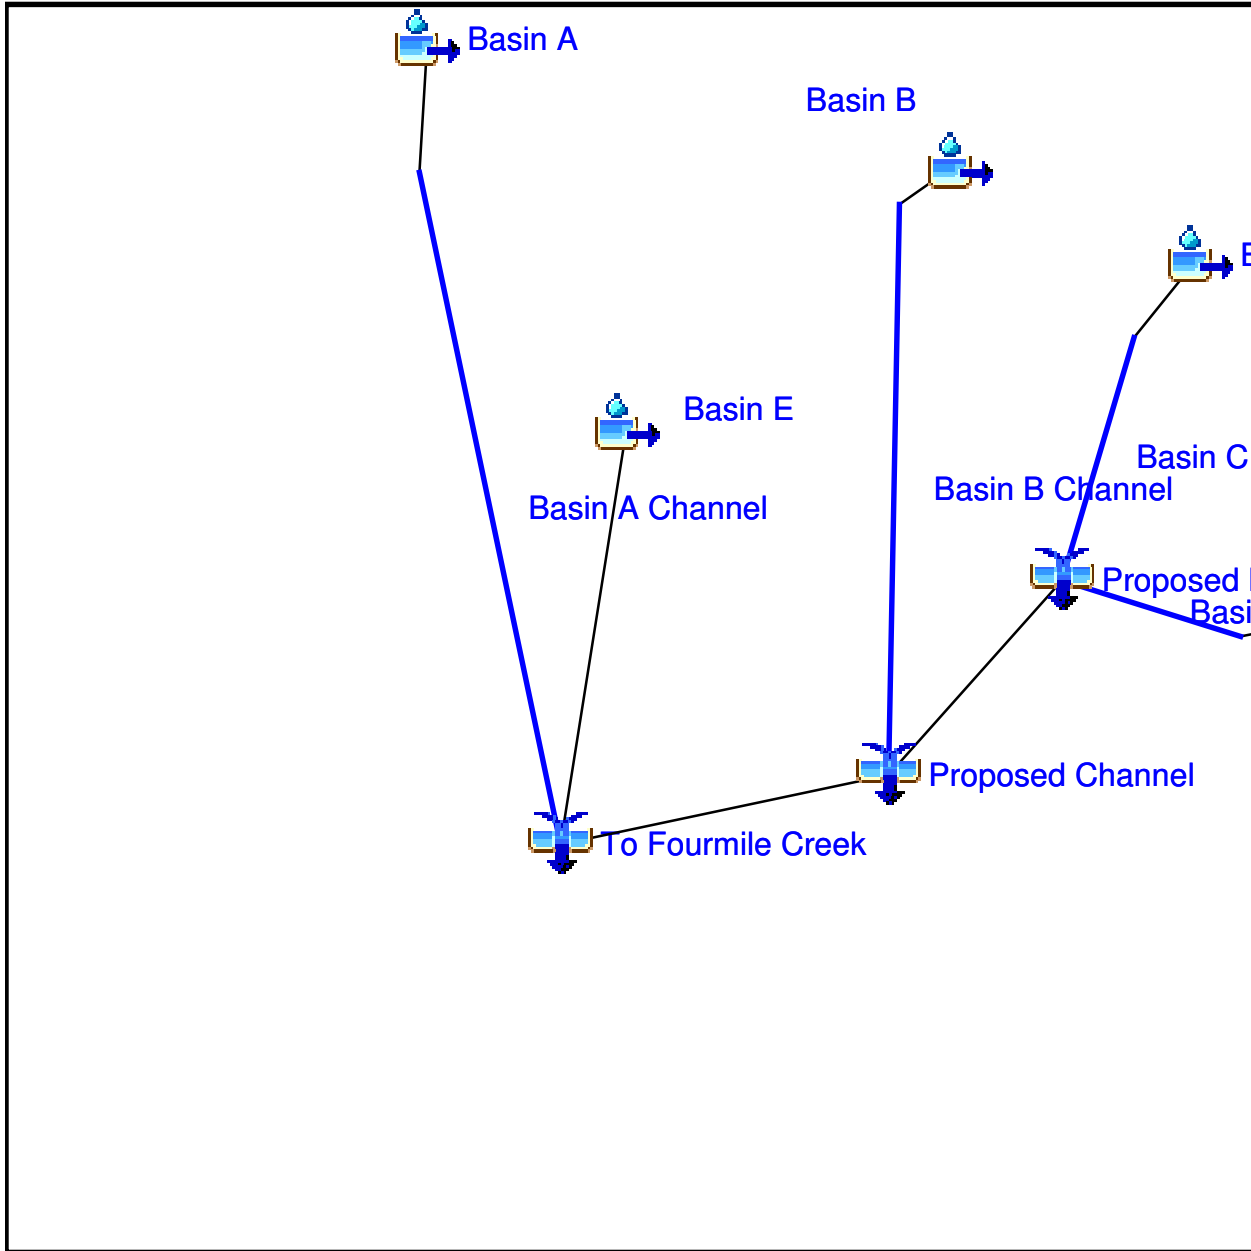 Basin A
Basin B
Basin E
Basin C
Basin B Channel
Basin A Channel
Proposed
Proposed Channel
To Fourmile Creek